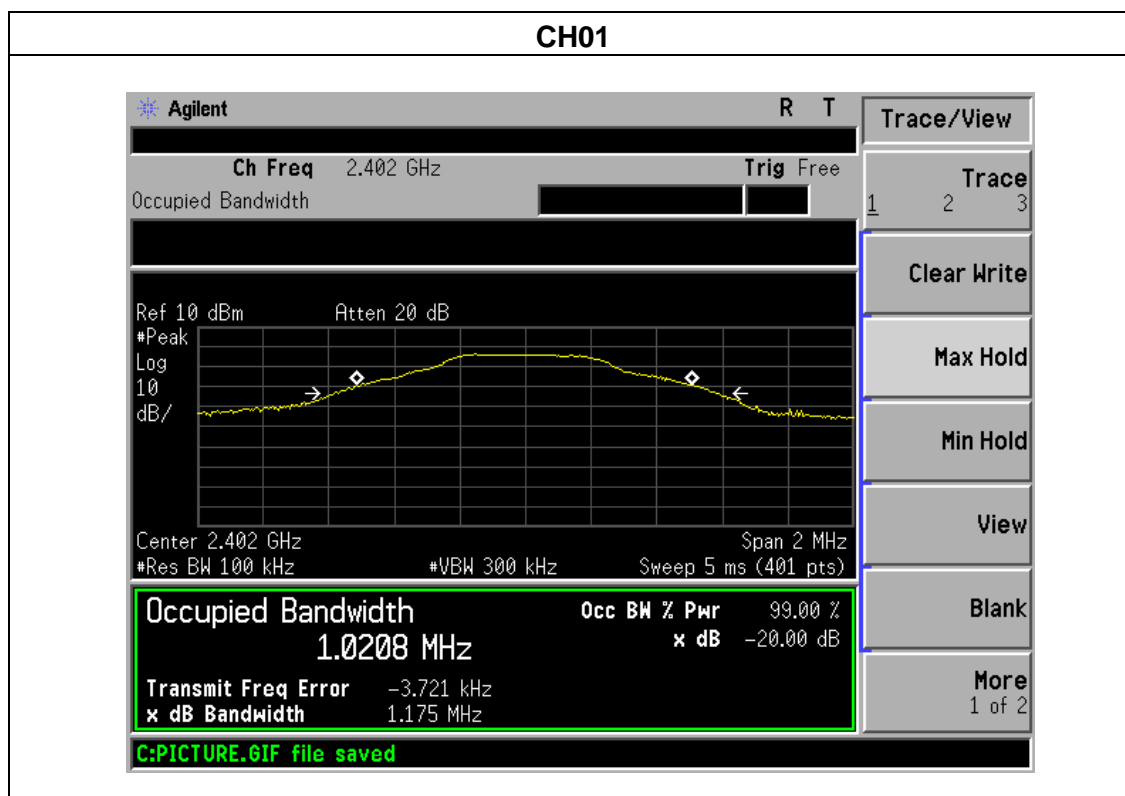 CH01
Agilent R T
Trace/View
Ch Freq 2.402 GHz Trig Free
Occupied Bandwidth
Trace
1 2 3
Clear Write
Max Hold
Min Hold
View
Blank
More
1 of 2
Ref 10 dBm Atten 20 dB
#Peak
Log
10
dB/
Center 2.402 GHz Span 2 MHz
#Res BW 100 kHz #VBW 300 kHz Sweep 5 ms (401 pts)
Occupied Bandwidth Occ BW % Pwr 99.00 %
1.0208 MHz x dB -20.00 dB
Transmit Freq Error -3.721 kHz
x dB Bandwidth 1.175 MHz
C:PICTURE.GIF file saved